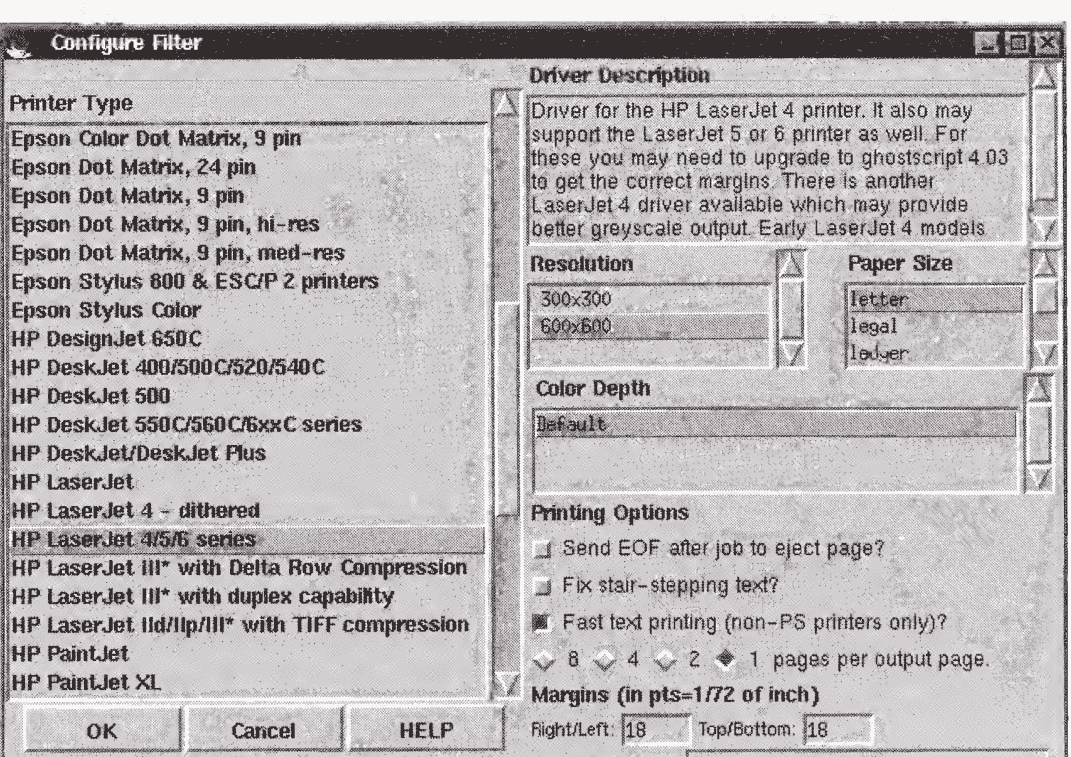 Configure Filter
Printer Type
Epson Color Dot Matrix, 9 pin
Epson Dot Matrix, 24 pin
Epson Dot Matrix, 9 pin
Epson Dot Matrix, 9 pin, hi-res
Epson Dot Matrix, 9 pin, med-res
Epson Stylus 800 & ESC/P 2 printers
Epson Stylus Color
HP DesignJet 650C
HP DeskJet 400/500C/520/540C
HP DeskJet 500
HP DeskJet 550C/560C/6xxC series
HP DeskJet/DeskJet Plus
HP LaserJet
HP LaserJet 4 - dithered
HP LaserJet 4/5/6 series
HP LaserJet III* with Delta Row Compression
HP LaserJet III* with duplex capability
HP LaserJet IId/IIp/III* with TIFF compression
HP PaintJet
HP PaintJet XL
OK
Cancel
HELP
Driver Description
Driver for the HP LaserJet 4 printer. It also may
support the LaserJet 5 or 6 printer as well. For
these you may need to upgrade to ghostscript 4.03
to get the correct margins. There is another
LaserJet 4 driver available which may provide
better greyscale output. Early LaserJet 4 models
Resolution
300x300
600x600
Paper Size
letter
legal
ledger
Color Depth
Default
Printing Options
Send EOF after job to eject page?
Fix stair-stepping text?
Fast text printing (non-PS printers only)?
8 4 2 1 pages per output page.
Margins (in pts=1/72 of inch)
Right/Left: 18 Top/Bottom: 18